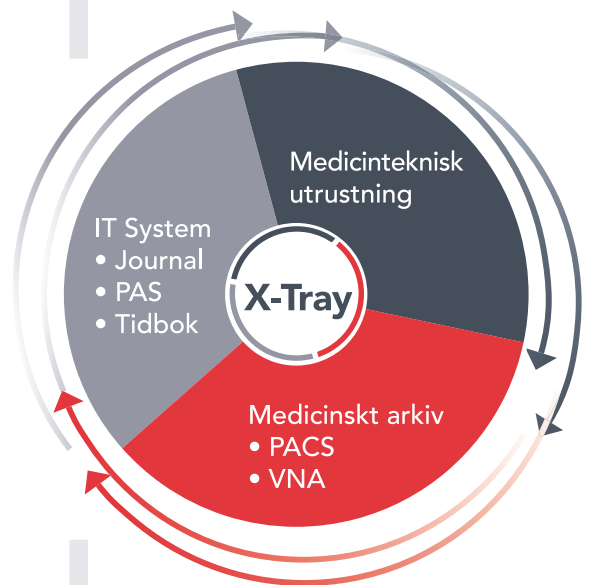 Medicinteknisk
utrustning
IT System
• Journal
• PAS
• Tidbok
X-Tray
Medicinskt arkiv
• PACS
• VNA